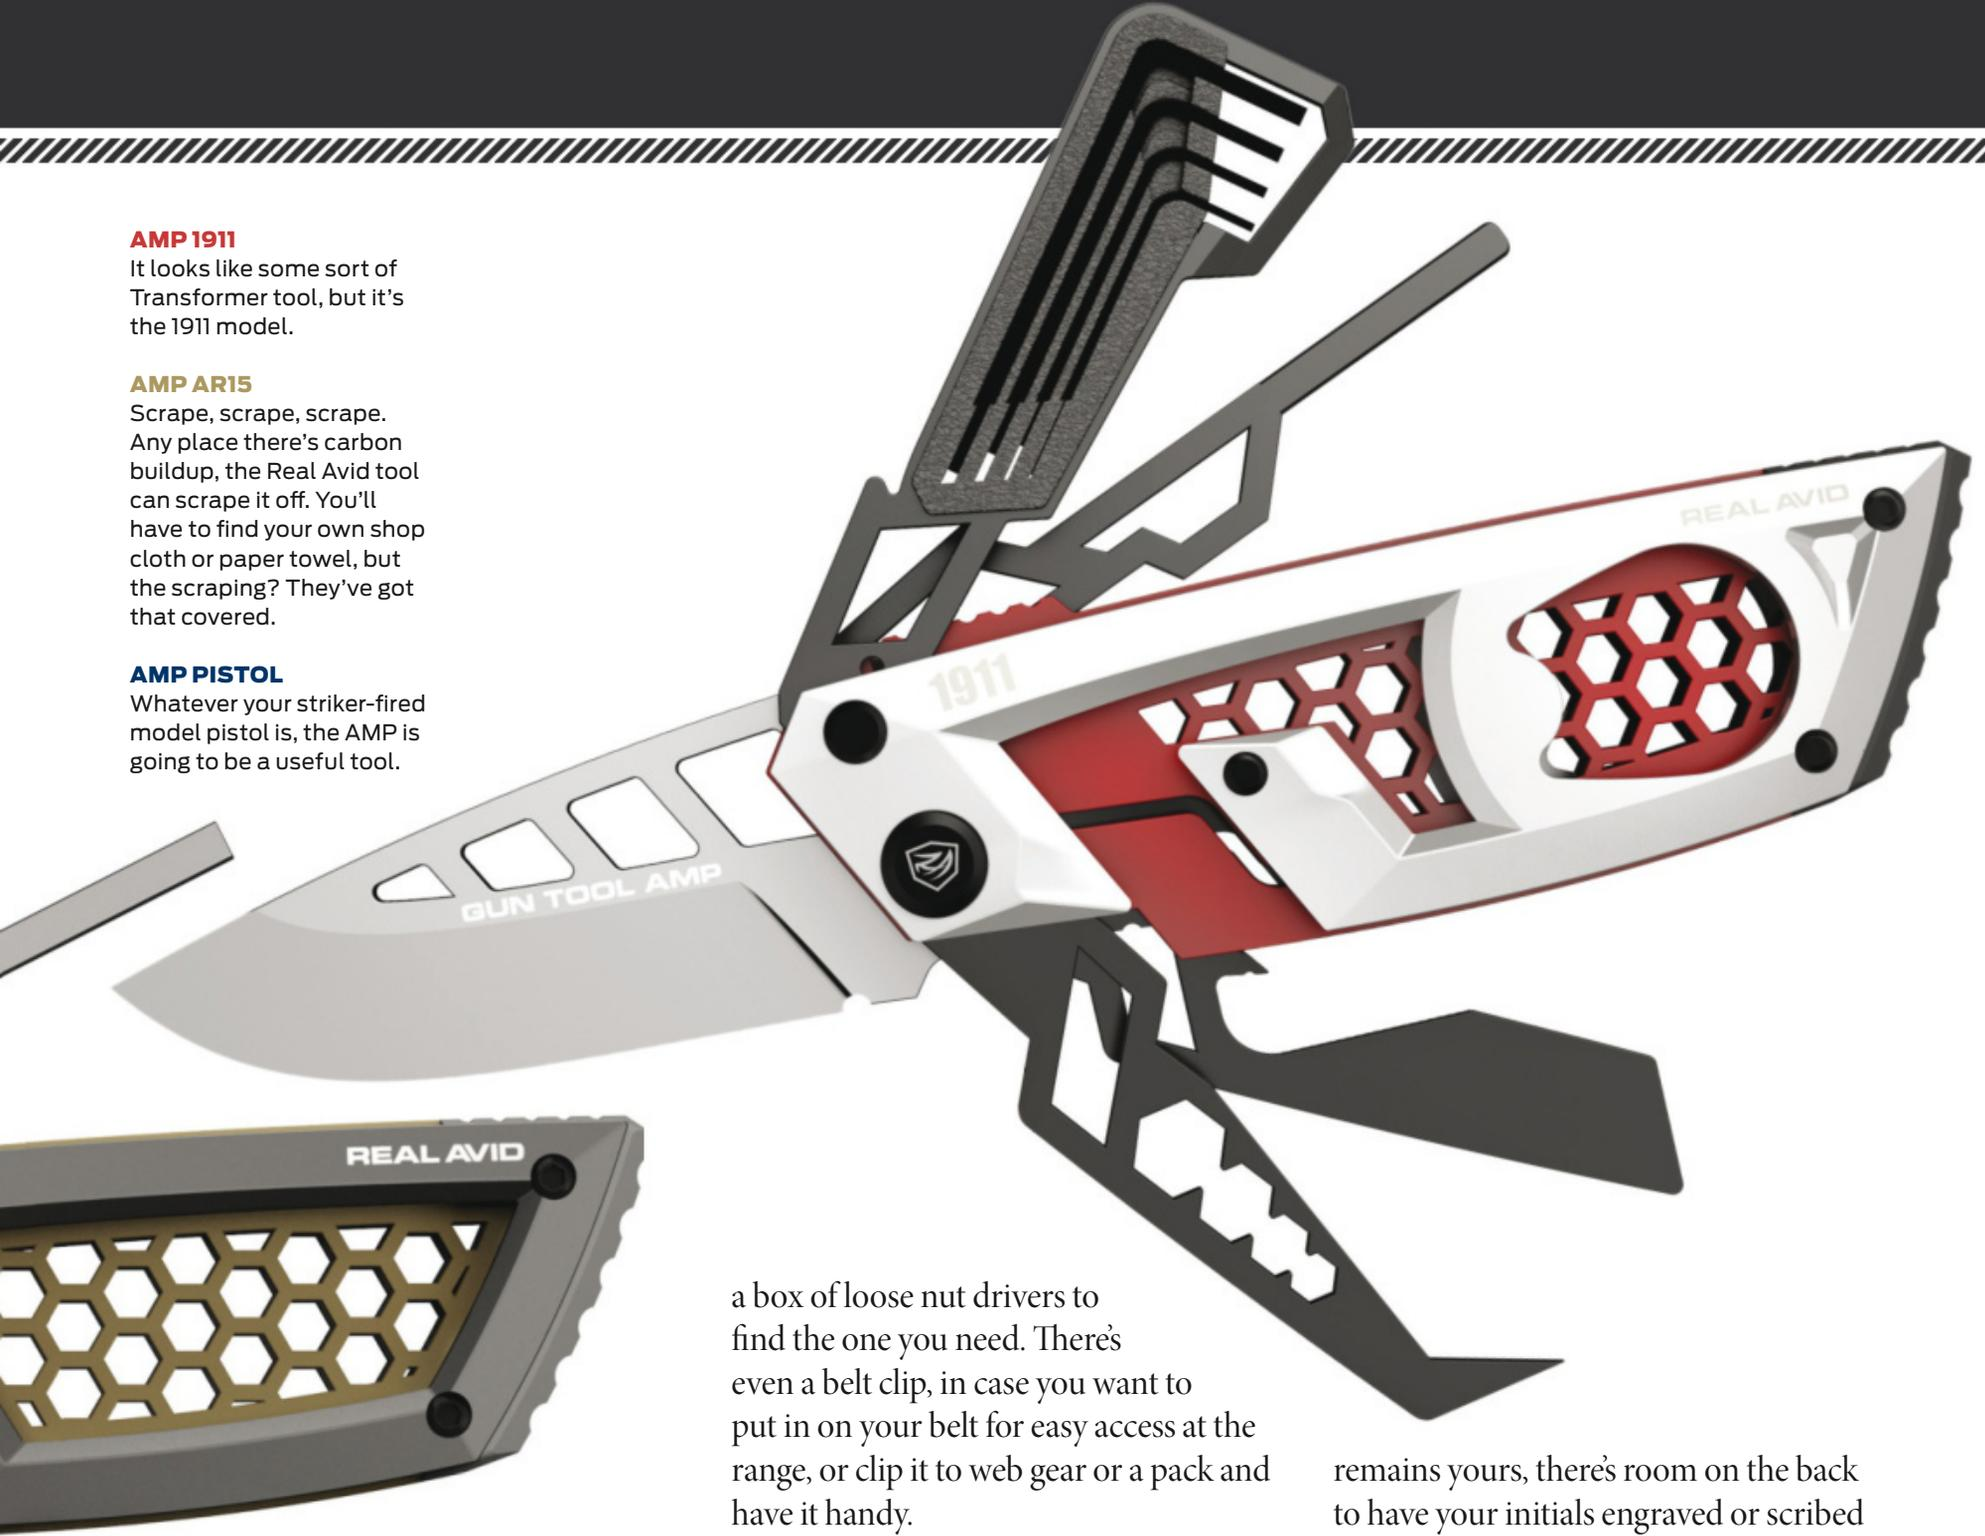 AMP 1911
It looks like some sort of
Transformer tool, but it's
the 1911 model.
AMP AR15
Scrape, scrape, scrape.
Any place there's carbon
buildup, the Real Avid tool
can scrape it off. You'll
have to find your own shop
cloth or paper towel, but
the scraping? They've got
that covered.
AMP PISTOL
Whatever your striker-fired
model pistol is, the AMP is
going to be a useful tool.
REAL AVID
1911
GUN TOOL AMP
REAL AVID
a box of loose nut drivers to
find the one you need. There's
even a belt clip, in case you want to
put in on your belt for easy access at the
range, or clip it to web gear or a pack and
have it handy.
remains yours, there's room on the back
to have your initials engraved or scribed